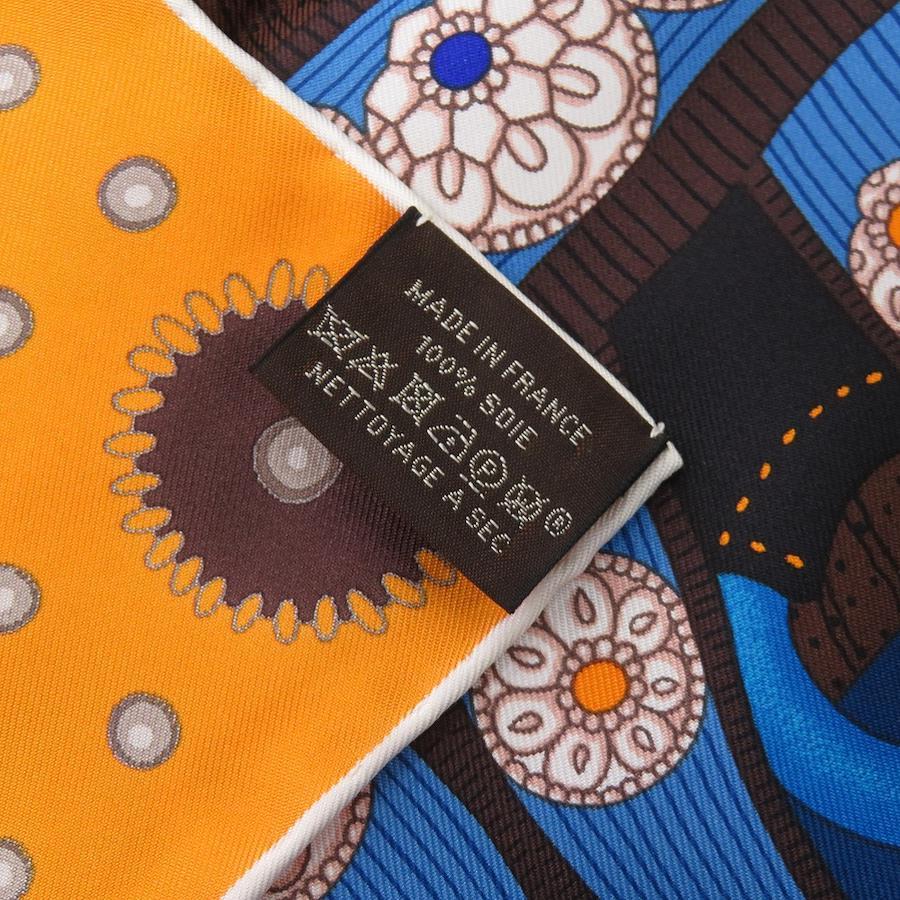 MADE IN FRANCE
100% SOIE
Ⓟ Ⓦ ®
NETTOYAGE A SEC